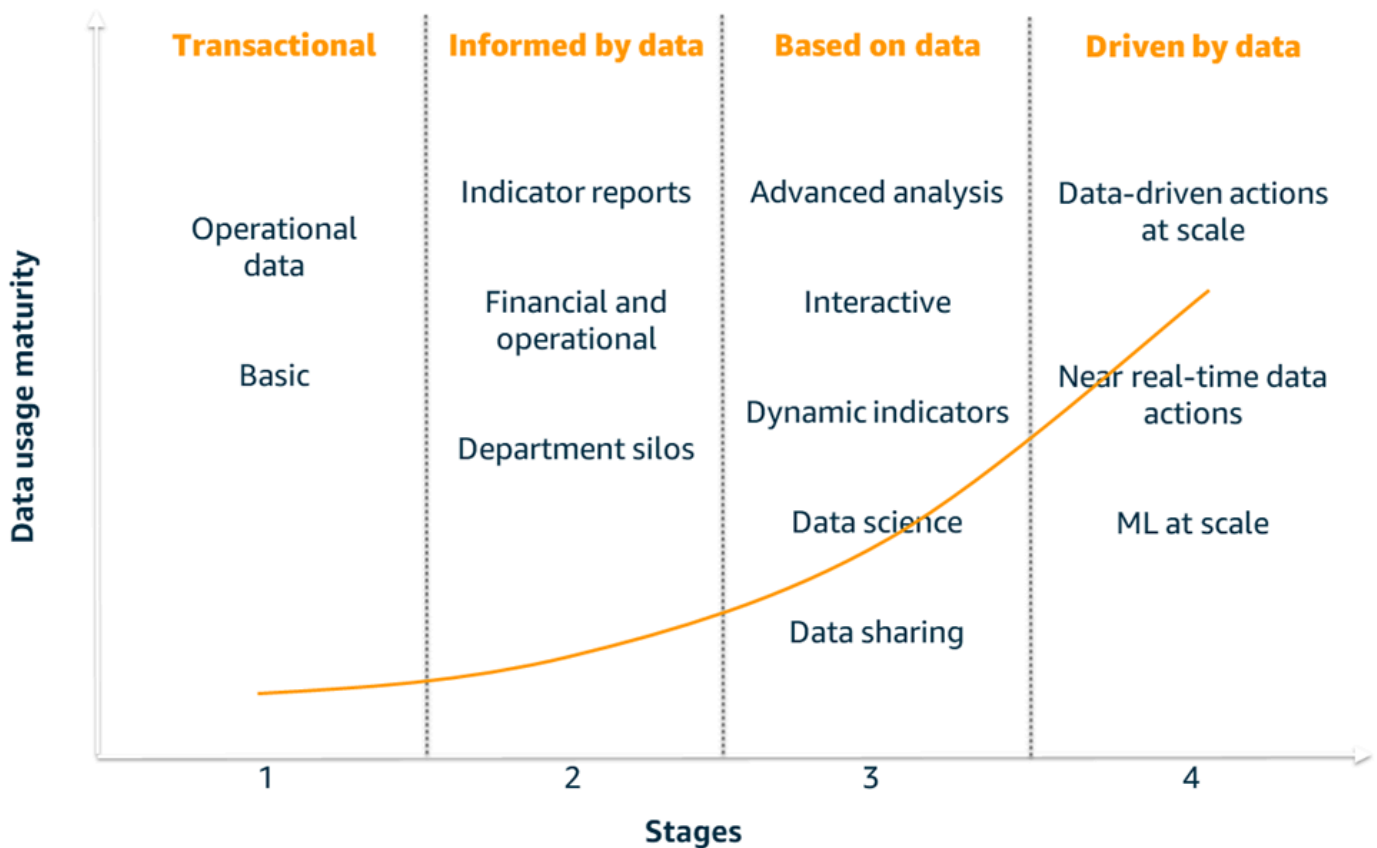 Transactional
Operational
data
Basic
Informed by data
Indicator reports
Financial and
operational
Department silos
Based on data
Advanced analysis
Interactive
Dynamic indicators
Data science
Data sharing
Driven by data
Data-driven actions
at scale
Near real-time data
actions
ML at scale
Data usage maturity
1
2
3
4
Stages